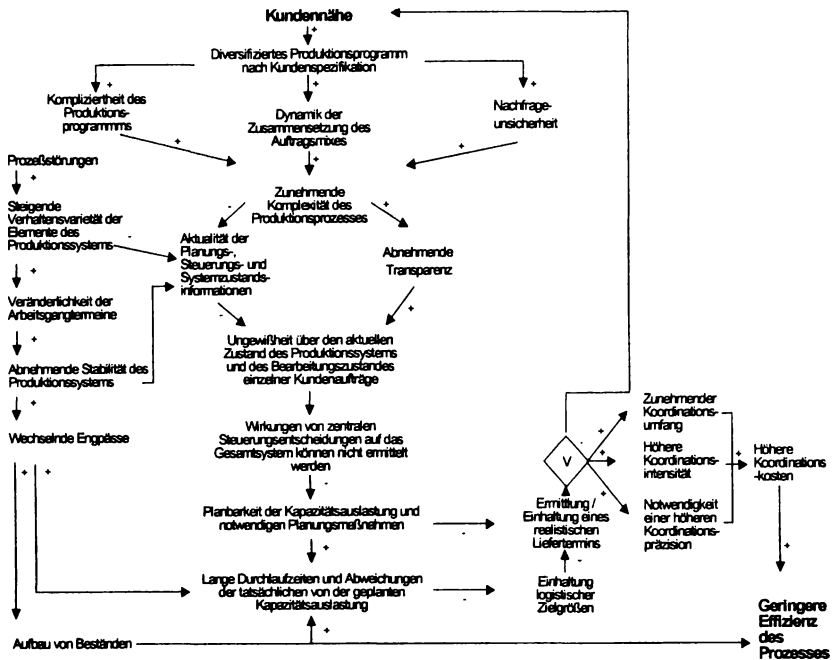 Kundennähe
+
Diversifiziertes Produktionsprogramm
nach Kundenspezifikation
+
+
+
Kompliziertheit des
Produktions-
programmms
Dynamik der
Zusammensetzung des
Auftragsmixes
Nachfrage-
unsicherheit
+
+
+
Prozeßstörungen
+
Steigende
Verhaltensvarietät der
Elemente des
Produktionssystems
Zunehmende
Komplexität des
Produktionsprozesses
-
+
-
Aktualität der
Planungs-,
Steuerungs- und
Systemzustands-
informationen
Abnehmende
Transparenz
+
Veränderlichkeit der
Arbeitsgangtermeine
-
-
+
+
Abnehmende Stabilität des
Produktionssystems
Ungewißheit über den aktuellen
Zustand des Produktionssystems
und des Bearbeitungszustandes
einzelner Kundenaufträge
+
+
Wechselnde Engpässe
Wirkungen von zentralen
Steuerungsentscheidungen auf das
Gesamtsystem können nicht ermittelt
werden
Zunehmender
Koordinations-
umfang
+
V
+
Höhere
Koordinations-
intensität
+
Höhere
Koordinations
-kosten
+
+
+
-
Planbarkeit der Kapazitätsauslastung und
notwendigen Planungsmaßnehmen
-
Ermittlung /
Einhaltung eines
realistischen
Liefertermins
Notwendigkeit
einer höheren
Koordinations-
präzision
+
-
+
Lange Durchlaufzeiten und Abweichungen
der tatsächlichen von der geplanten
Kapazitätsauslastung
+
-
Einhaltung
logistischer
Zielgrößen
Aufbau von Beständen
+
+
Geringere
Effizienz
des
Prozesses